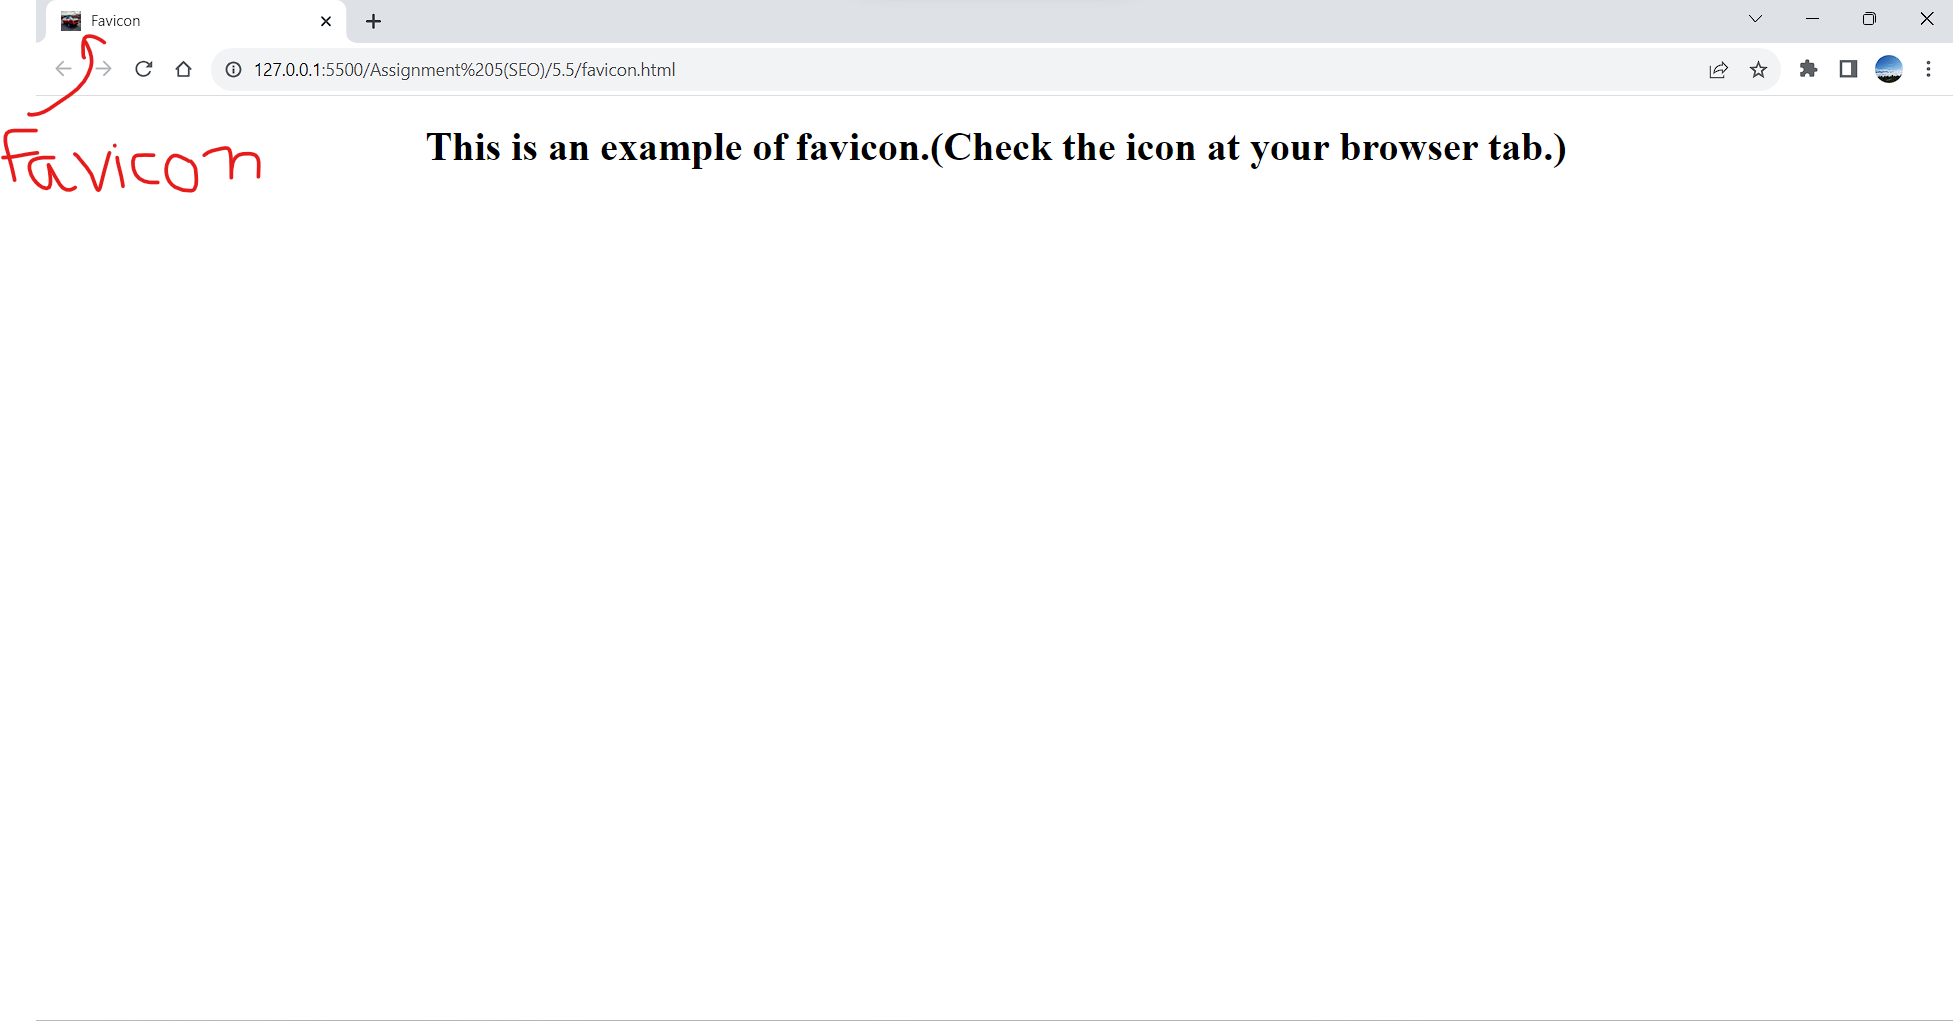 Favicon
127.0.0.1:5500/Assignment%205(SEO)/5.5/favicon.html
Favicon
This is an example of favicon.(Check the icon at your browser tab.)